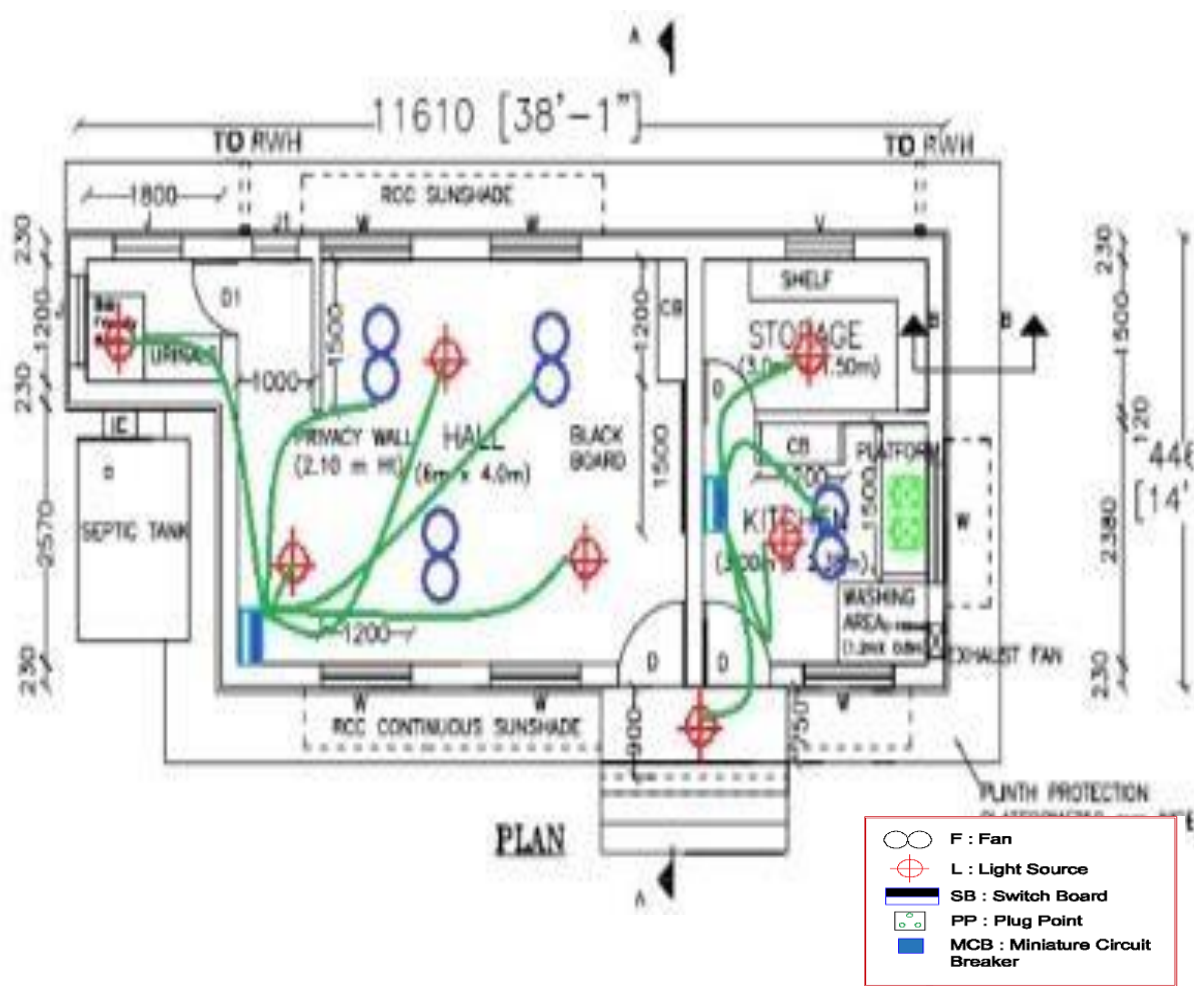 A
11610 [38'-1"]
TO RWH
TO RWH
1800
RCC SUNSHADE
J
J1
W
W
V
230
1200
230
2570
230
D1
URINAL
1000
1500
CB
1200
SHELF
STORAGE
D
B
B
230
1500
120
2380
230
IC
SEPTIC TANK
PRIVACY WALL
(2.10 m Ht)
HALL
(6m x 4.0m)
BLACK
BOARD
1500
CB
PLATFORM
1500
KITCHEN
W
WASHING
AREA
EXHAUST FAN
1200
D
D
W
W
W
RCC CONTINUOUS SUNSHADE
900
750
PLINTH PROTECTION
PLAN
A
F : Fan
L : Light Source
SB : Switch Board
PP : Plug Point
MCB : Miniature Circuit
Breaker